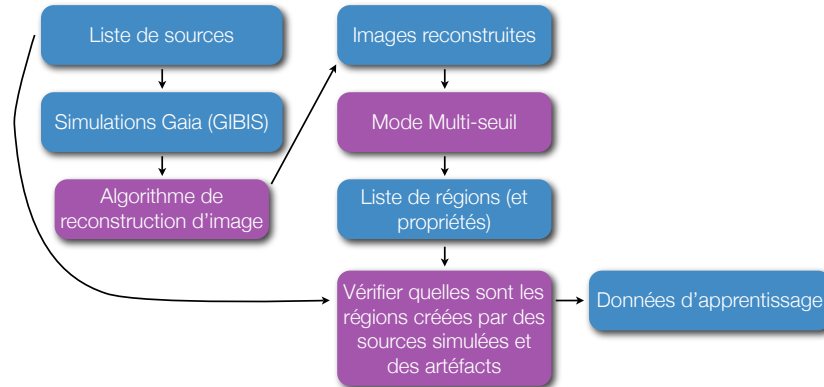 Liste de sources
Simulations Gaia (GIBIS)
Algorithme de
reconstruction d'image
Images reconstruites
Mode Multi-seuil
Liste de régions (et
propriétés)
Vérifier quelles sont les
régions créées par des
sources simulées et
des artéfacts
Données d'apprentissage